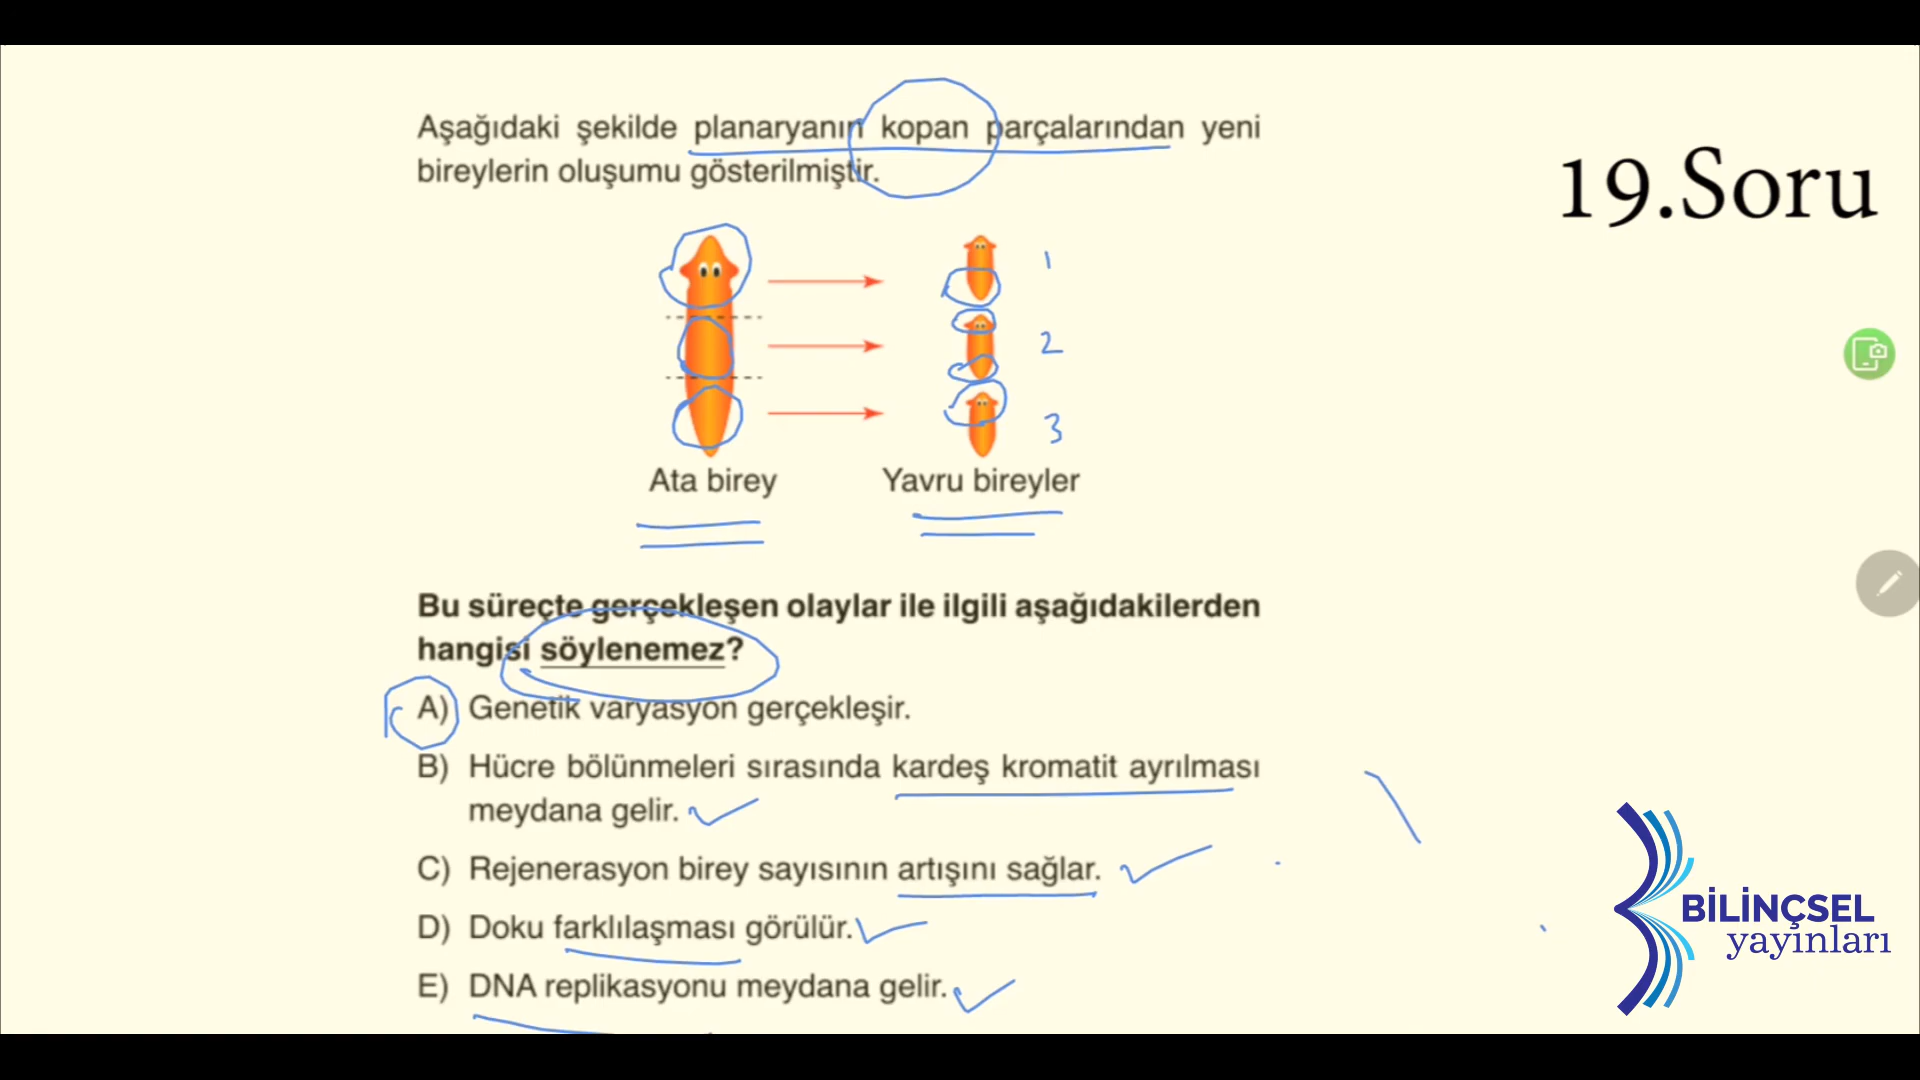 Aşağıdaki şekilde planaryanın kopan parçalarından yeni
bireylerin oluşumu gösterilmiştir.
19.Soru
1
2
3
Ata birey
Yavru bireyler
Bu süreçte gerçekleşen olaylar ile ilgili aşağıdakilerden
hangisi söylenemez?
A) Genetik varyasyon gerçekleşir.
B) Hücre bölünmeleri sırasında kardeş kromatit ayrılması
meydana gelir.
C) Rejenerasyon birey sayısının artışını sağlar.
D) Doku farklılaşması görülür.
E) DNA replikasyonu meydana gelir.
BİLİNÇSEL
yayınları